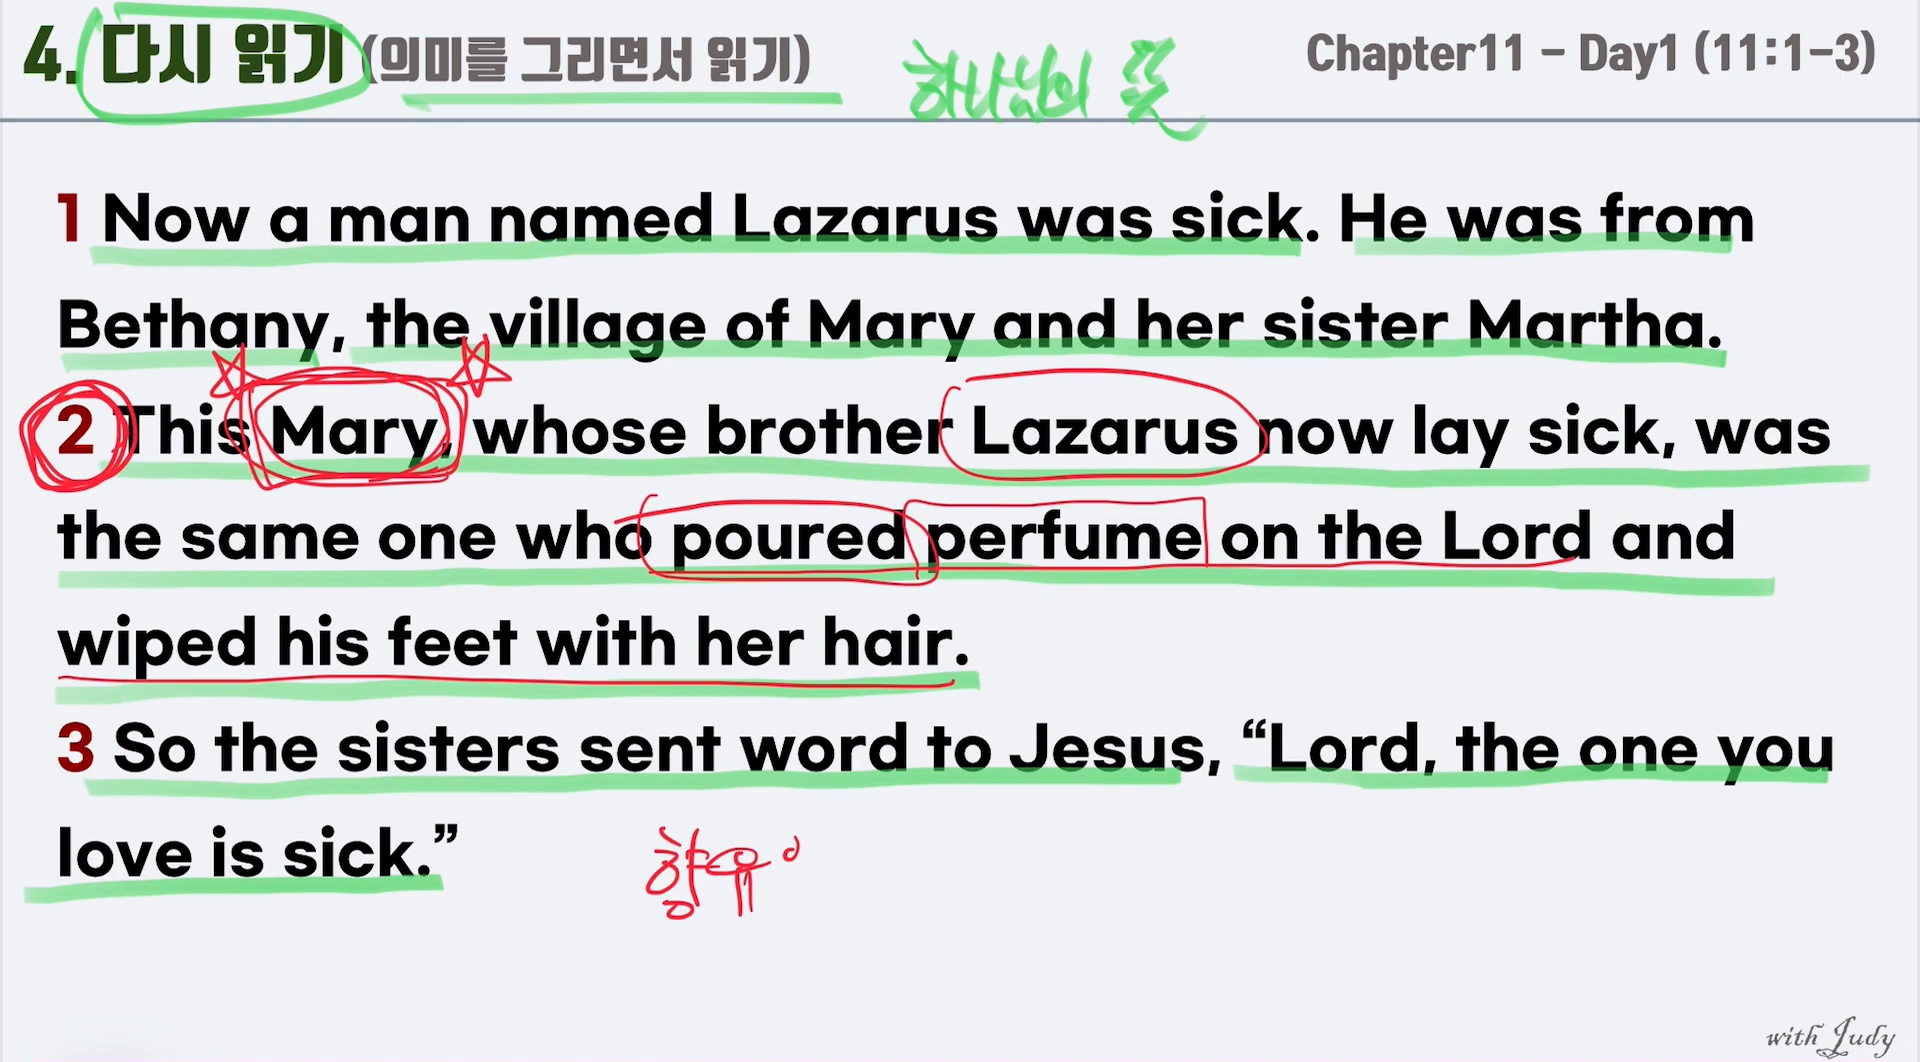 4. 다시 읽기 (의미를 그리면서 읽기) 하나님의 뜻 Chapter11 - Day1 (11:1-3)
1 Now a man named Lazarus was sick. He was from
Bethany, the village of Mary and her sister Martha.
2 This Mary, whose brother Lazarus now lay sick, was
the same one who poured perfume on the Lord and
wiped his feet with her hair.
3 So the sisters sent word to Jesus, “Lord, the one you
love is sick.”
향유
with Judy